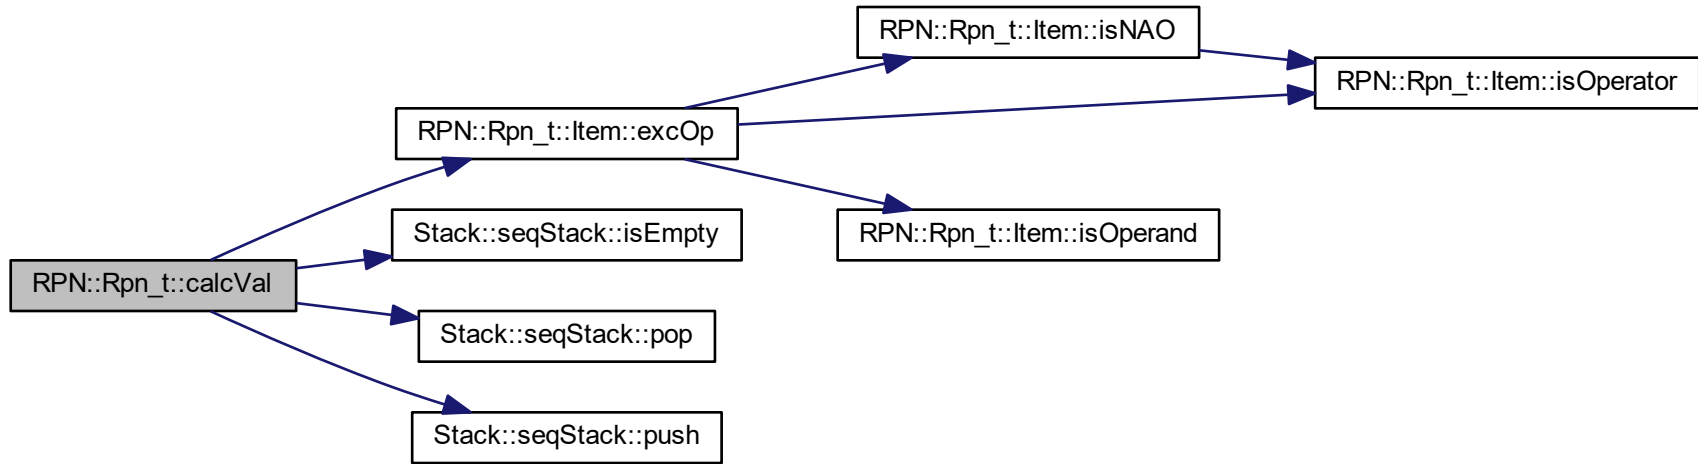 RPN::Rpn_t::Item::isNAO
RPN::Rpn_t::Item::isOperator
RPN::Rpn_t::Item::excOp
Stack::seqStack::isEmpty
RPN::Rpn_t::Item::isOperand
RPN::Rpn_t::calcVal
Stack::seqStack::pop
Stack::seqStack::push